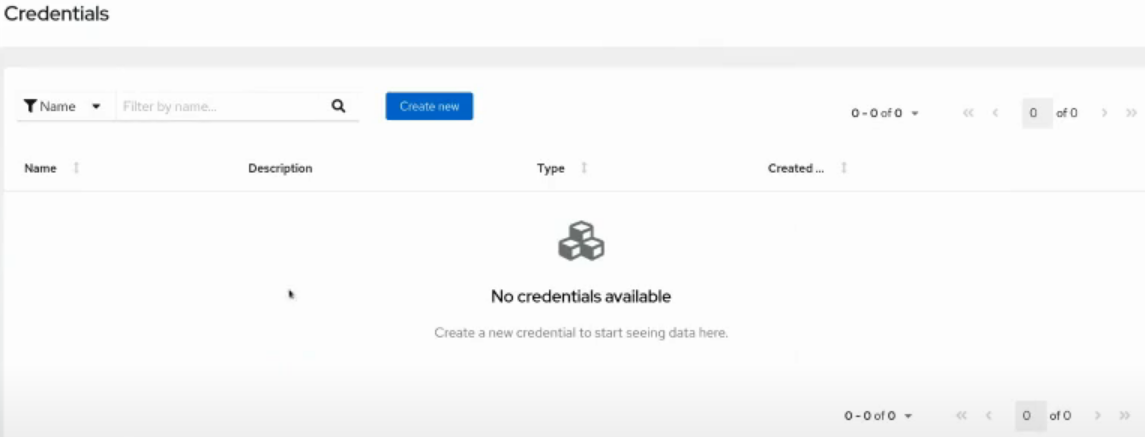 Credentials
Name Filter by name... Create new 0 - 0 of 0 0 of 0
Name Description Type Created ...
No credentials available
Create a new credential to start seeing data here.
0 - 0 of 0 0 of 0